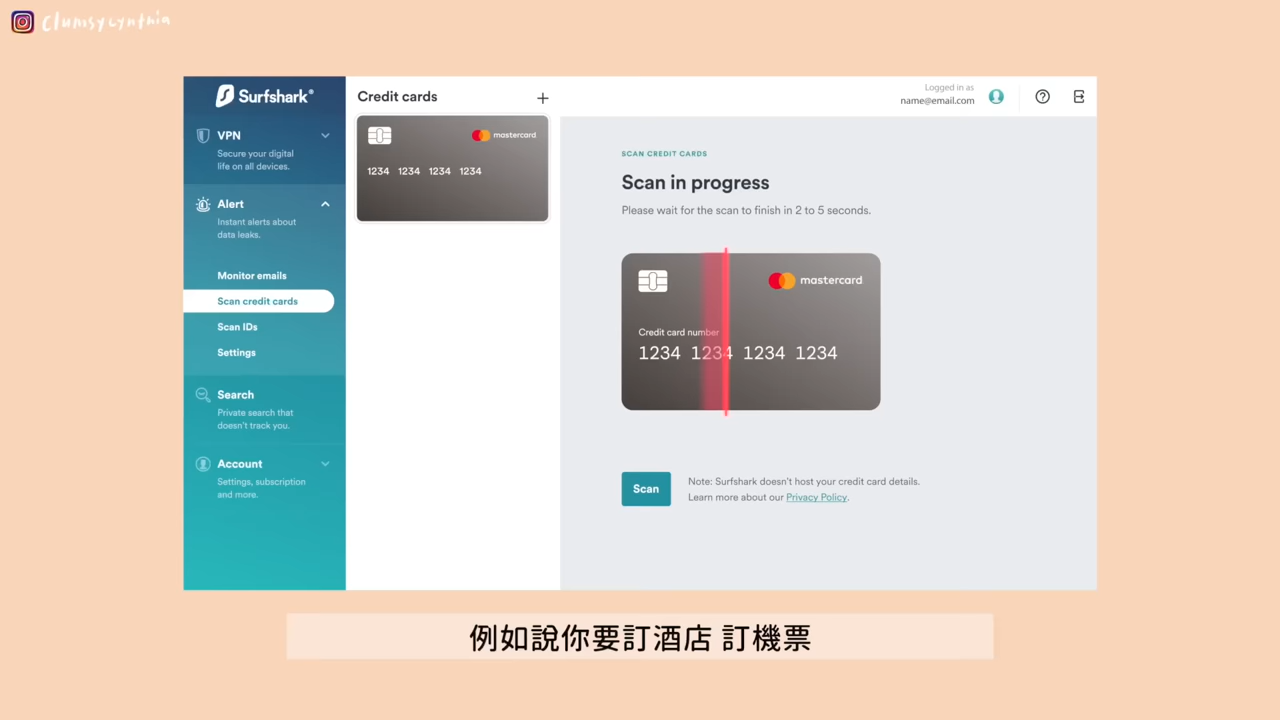 clumsycynthia
Surfshark®
VPN
Secure your digital
life on all devices.
Alert
Instant alerts about
data leaks.
Monitor emails
Scan credit cards
Scan IDs
Settings
Search
Private search that
doesn't track you.
Account
Settings, subscription
and more.
Credit cards
mastercard
1234 1234 1234 1234
Logged in as
name@email.com
SCAN CREDIT CARDS
Scan in progress
Please wait for the scan to finish in 2 to 5 seconds.
mastercard
Credit card number
1234 1234 1234 1234
Scan
Note: Surfshark doesn't host your credit card details.
Learn more about our Privacy Policy.
例如說你要訂酒店 訂機票